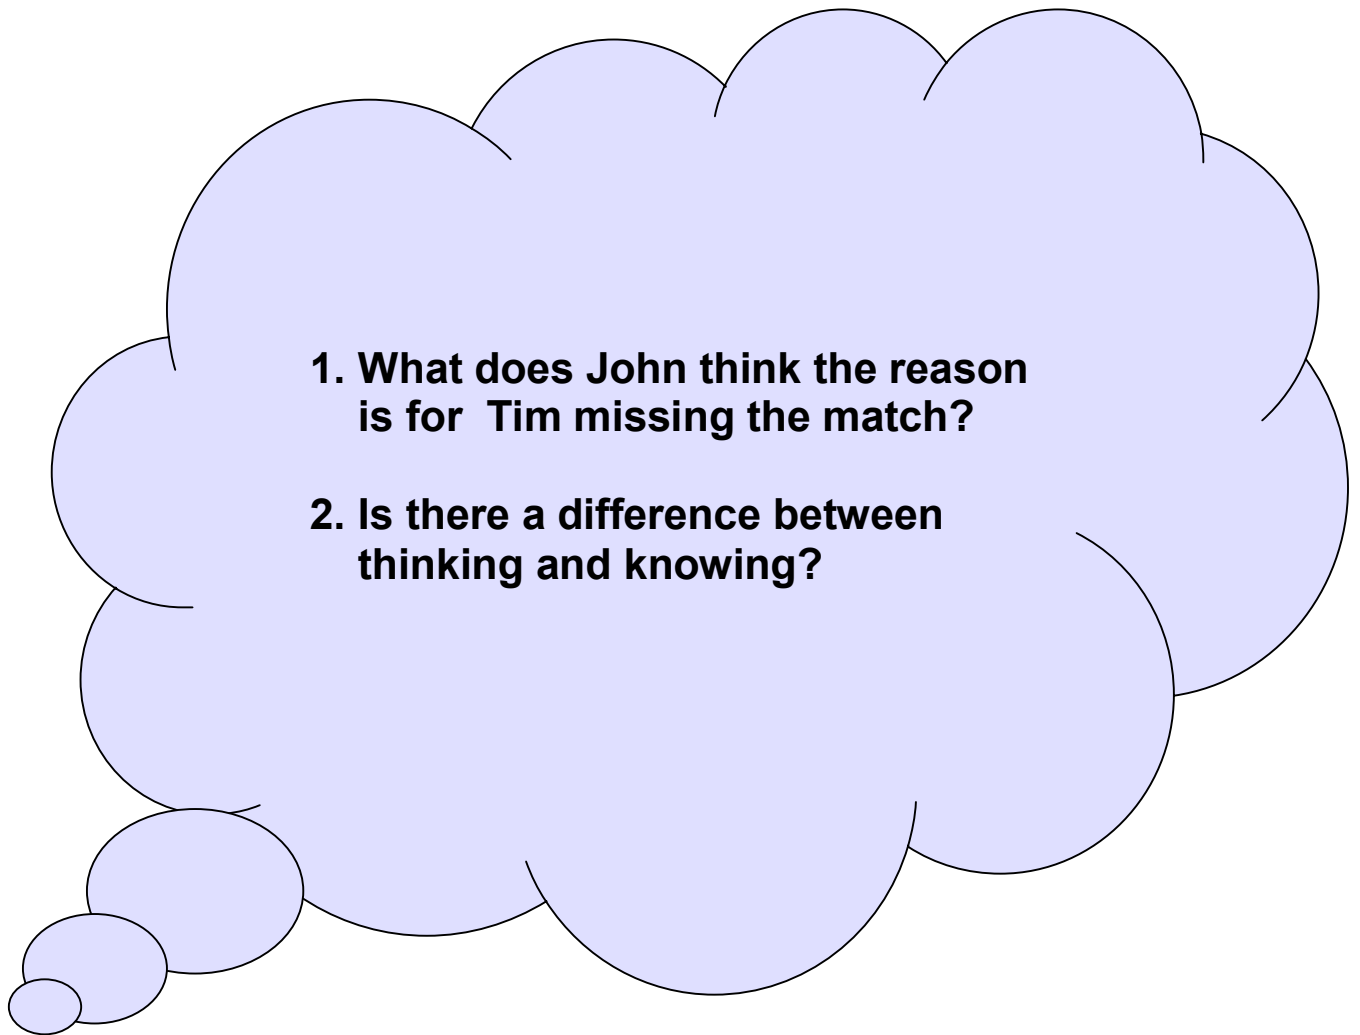 1. What does John think the reason
is for  Tim missing the match?
2. Is there a difference between
thinking and knowing?